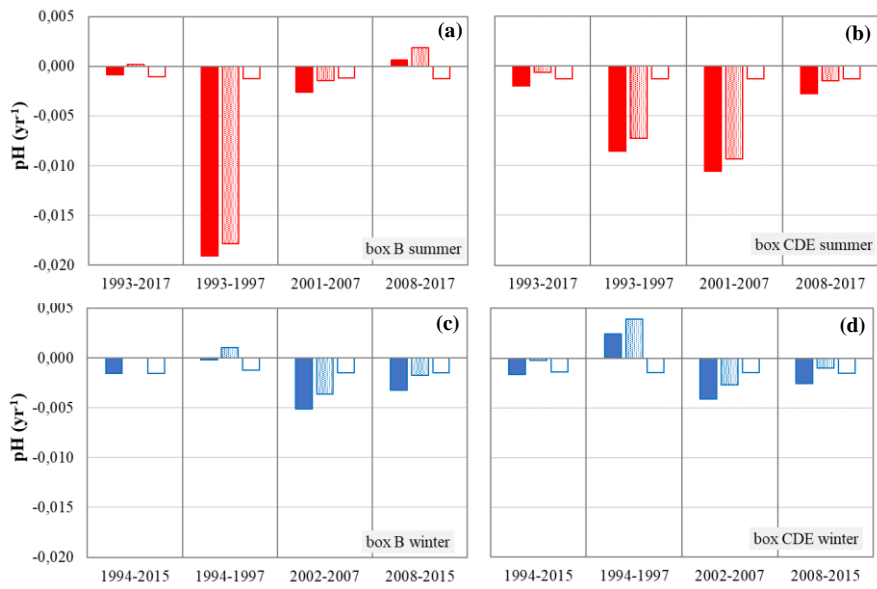 (a)
(b)
0,005
0,000
-0,005
-0,010
-0,015
-0,020
pH (yr-1)
box B summer
box CDE summer
1993-2017 1993-1997 2001-2007 2008-2017
1993-2017 1993-1997 2001-2007 2008-2017
(c)
(d)
0,005
0,000
-0,005
-0,010
-0,015
-0,020
pH (yr-1)
box B winter
box CDE winter
1994-2015 1994-1997 2002-2007 2008-2015
1994-2015 1994-1997 2002-2007 2008-2015